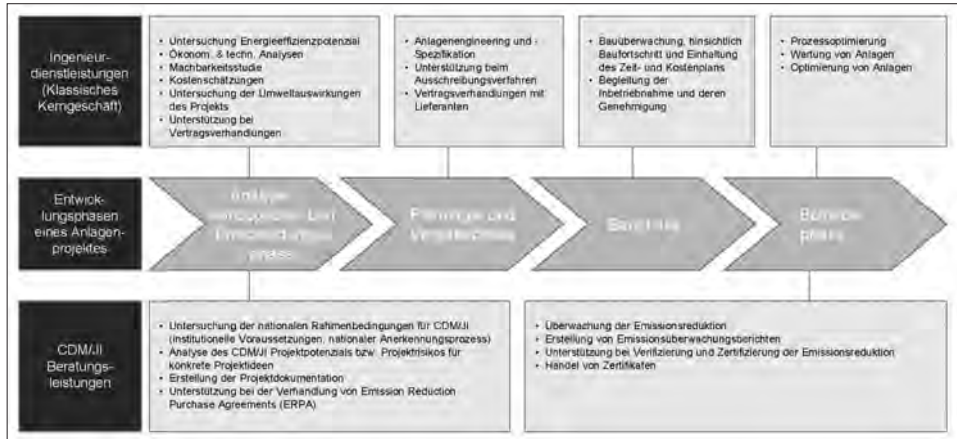 Ingenieur-
dienstleistungen
(Klassisches
Kerngeschäft)
• Untersuchung Energieeffizienzpotenzial
• Ökonom. & techn. Analysen
• Machbarkeitsstudie
• Kostenschätzungen
• Untersuchung der Umweltauswirkungen
des Projekts
• Unterstützung bei
Vertragsverhandlungen
• Anlagenengineering und -
Spezifikation
• Unterstützung beim
Ausschreibungsverfahren
• Vertragsverhandlungen mit
Lieferanten
• Bauüberwachung, hinsichtlich
Baufortschritt und Einhaltung
des Zeit- und Kostenplans
• Begleitung der
Inbetriebnahme und deren
Genehmigung
• Prozessoptimierung
• Wartung von Anlagen
• Optimierung von Anlagen
Entwick-
lungsphasen
eines Anlagen-
projektes
phase
Planungs- und
phase
CDM/JI
Beratungs-
leistungen
• Untersuchung der nationalen Rahmenbedingungen für CDM/JI
(institutionelle Voraussetzungen, nationaler Anerkennungsprozess)
• Analyse des CDM/JI Projektpotenzials bzw. Projektrisikos für
konkrete Projektideen
• Erstellung der Projektdokumentation
• Unterstützung bei der Verhandlung von Emission Reduction
Purchase Agreements (ERPA)
• Überwachung der Emissionsreduktion
• Erstellung von Emissionsüberwachungsberichten
• Unterstützung bei Verifizierung und Zertifizierung der Emissionsreduktion
• Handel von Zertifikaten